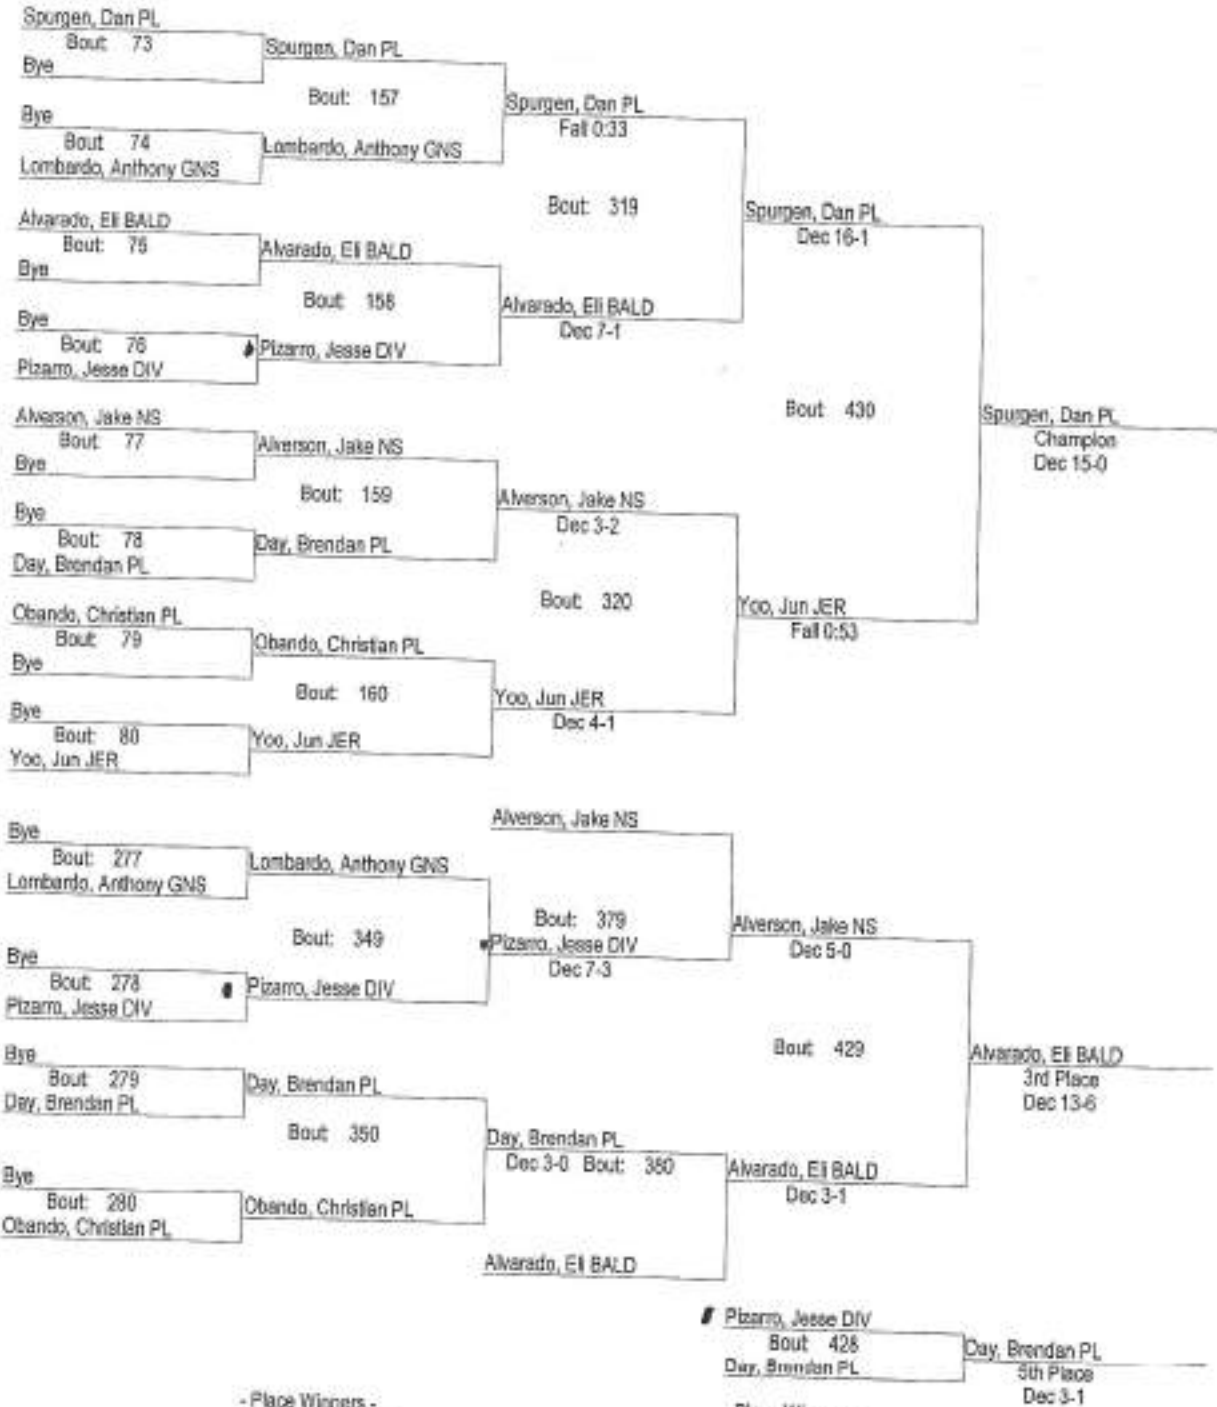 Spurgen, Dan PL
Bout: 73
Bye
Spurgen, Dan PL
Bout: 157
Bye
Bout 74
Lombardo, Anthony GNS
Lombardo, Anthony GNS
Spurgen, Dan PL
Fall 0:33
Bout: 319
Alvarado, Eli BALD
Bout: 75
Bye
Alvarado, Eli BALD
Bout: 158
Bye
Bout: 76
Pizarro, Jesse DIV
Pizarro, Jesse DIV
Alvarado, Eli BALD
Dec 7-1
Spurgen, Dan PL
Dec 16-1
Bout: 430
Spurgen, Dan PL
Champion
Dec 15-0
Alverson, Jake NS
Bout: 77
Bye
Alverson, Jake NS
Bout: 159
Bye
Bout: 78
Day, Brendan PL
Day, Brendan PL
Alverson, Jake NS
Dec 3-2
Bout: 320
Obando, Christian PL
Bout: 79
Bye
Obando, Christian PL
Bout: 160
Bye
Bout: 80
Yoo, Jun JER
Yoo, Jun JER
Yoo, Jun JER
Dec 4-1
Yoo, Jun JER
Fall 0:53
Bye
Bout: 277
Lombardo, Anthony GNS
Lombardo, Anthony GNS
Bout: 349
Bye
Bout: 278
Pizarro, Jesse DIV
Pizarro, Jesse DIV
Alverson, Jake NS
Bout: 379
Pizarro, Jesse DIV
Dec 7-3
Alverson, Jake NS
Dec 5-0
Bout: 429
Alvarado, Eli BALD
3rd Place
Dec 13-6
Bye
Bout: 279
Day, Brendan PL
Day, Brendan PL
Bout: 350
Bye
Bout: 280
Obando, Christian PL
Obando, Christian PL
Day, Brendan PL
Dec 3-0 Bout: 380
Alvarado, Eli BALD
Alvarado, Eli BALD
Dec 3-1
Pizarro, Jesse DIV
Bout: 428
Day, Brendan PL
Day, Brendan PL
5th Place
Dec 3-1
- Place Winners -